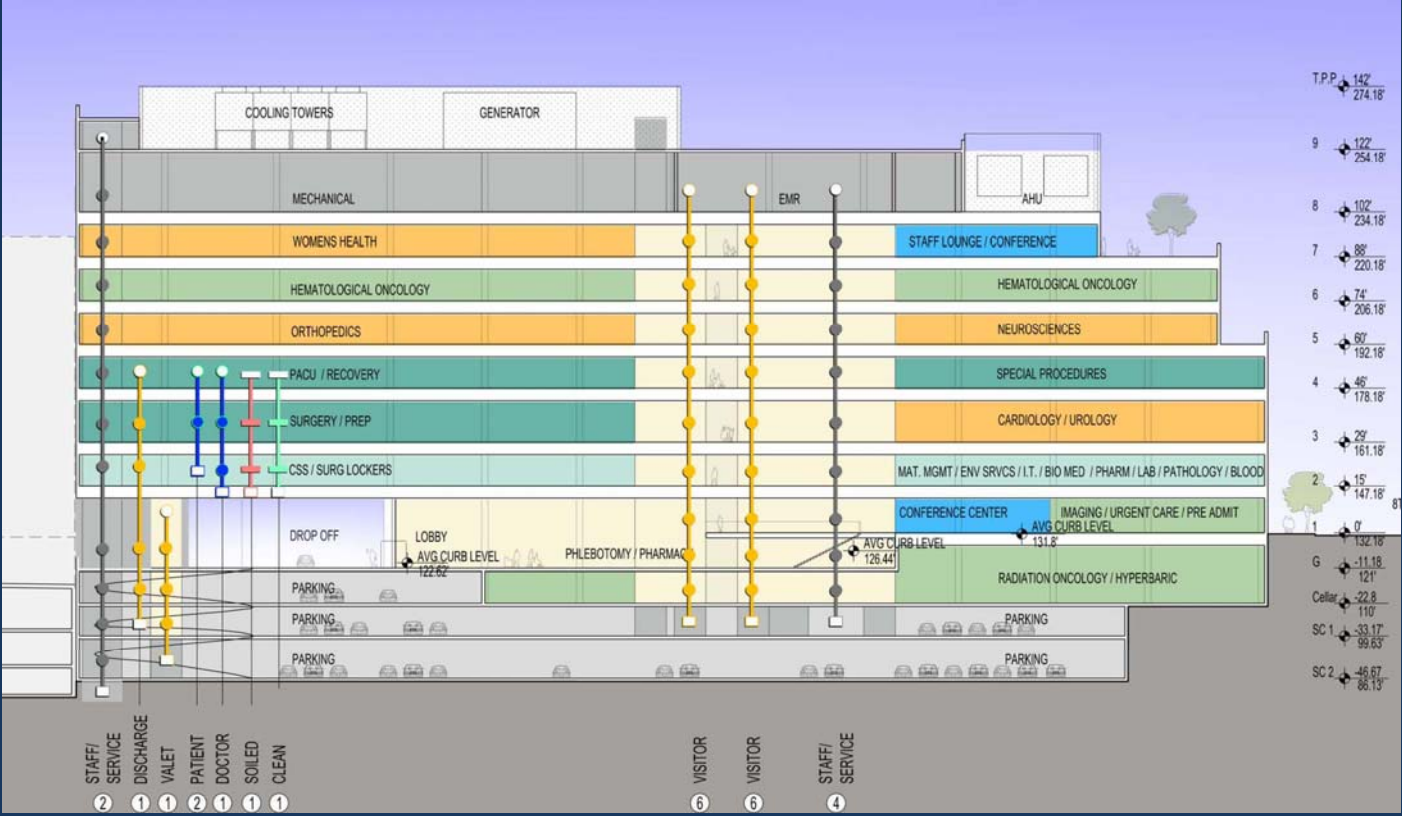 T.P.P 142'
274.18'
COOLING TOWERS
GENERATOR
9 122'
254.18'
MECHANICAL
EMR
AHU
8 102'
234.18'
WOMENS HEALTH
STAFF LOUNGE / CONFERENCE
7 88'
220.18'
HEMATOLOGICAL ONCOLOGY
HEMATOLOGICAL ONCOLOGY
6 74'
206.18'
ORTHOPEDICS
NEUROSCIENCES
5 60'
192.18'
PACU / RECOVERY
SPECIAL PROCEDURES
4 46'
178.18'
SURGERY / PREP
CARDIOLOGY / UROLOGY
3 29'
161.18'
CSS / SURG LOCKERS
MAT. MGMT / ENV SRVCS / I.T. / BIO MED / PHARM / LAB / PATHOLOGY / BLOOD
2 15'
147.18'
8T
CONFERENCE CENTER
IMAGING / URGENT CARE / PRE ADMIT
DROP OFF
LOBBY
AVG CURB LEVEL
131.8'
1 0'
132.18'
AVG CURB LEVEL
122.62'
PHLEBOTOMY / PHARMAC
AVG CURB LEVEL
126.44'
G -11.18
121'
RADIATION ONCOLOGY / HYPERBARIC
PARKING
Cellar -22.8
110'
PARKING
PARKING
SC 1 -33.17'
99.63'
PARKING
PARKING
SC 2 -46.67
86.13'
STAFF/
SERVICE
DISCHARGE
VALET
PATIENT
DOCTOR
SOILED
CLEAN
VISITOR
VISITOR
STAFF/
SERVICE
2 1 1 2 1 1 1 6 6 4